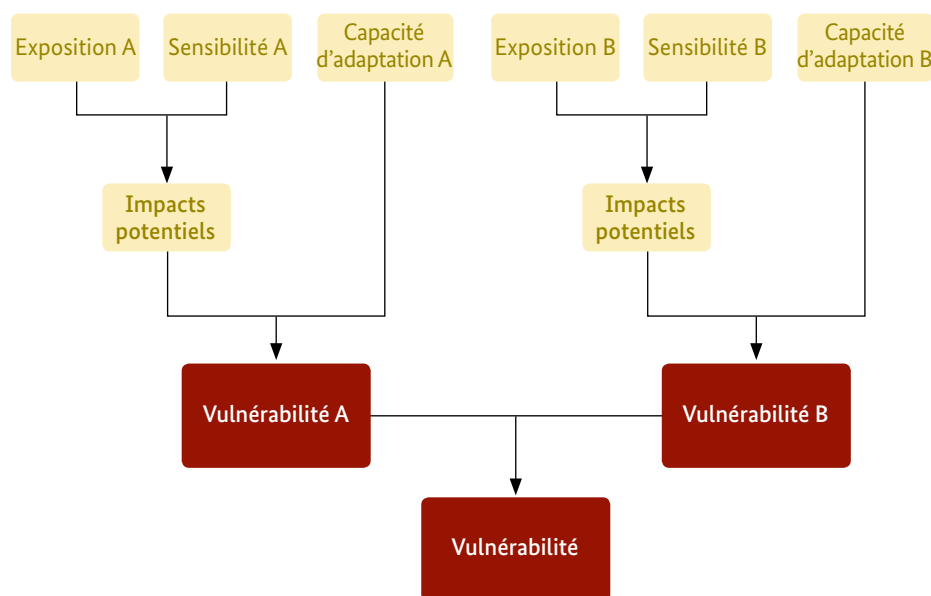 Exposition A
Sensibilité A
Capacité
d'adaptation A
Exposition B
Sensibilité B
Capacité
d'adaptation B
Impacts
potentiels
Impacts
potentiels
Vulnérabilité A
Vulnérabilité B
Vulnérabilité